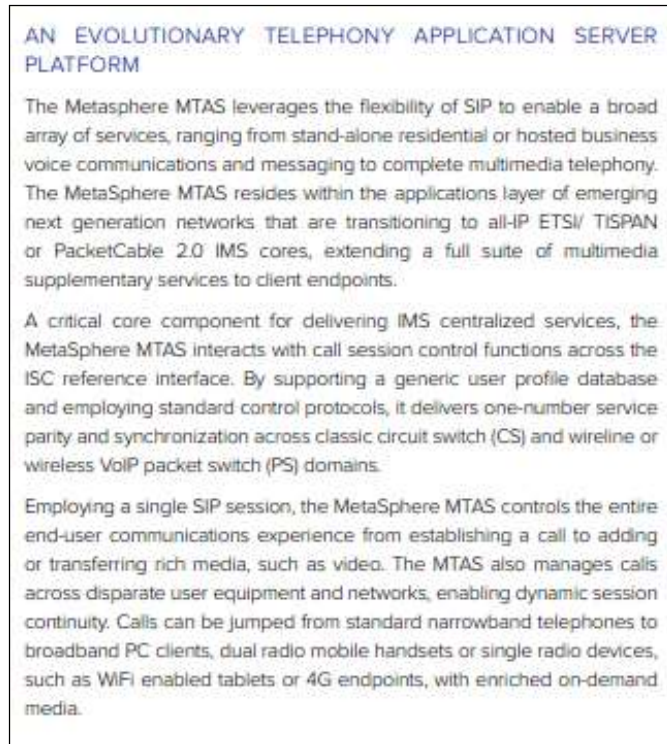 AN EVOLUTIONARY TELEPHONY APPLICATION SERVER
PLATFORM
The Metasphere MTAS leverages the flexibility of SIP to enable a broad
array of services, ranging from stand-alone residential or hosted business
voice communications and messaging to complete multimedia telephony.
The MetaSphere MTAS resides within the applications layer of emerging
next generation networks that are transitioning to all-IP ETSI/ TISPAN
or PacketCable 2.0 IMS cores, extending a full suite of multimedia
supplementary services to client endpoints.
A critical core component for delivering IMS centralized services, the
MetaSphere MTAS interacts with call session control functions across the
ISC reference interface. By supporting a generic user profile database
and employing standard control protocols, it delivers one-number service
parity and synchronization across classic circuit switch (CS) and wireline or
wireless VoIP packet switch (PS) domains.
Employing a single SIP session, the MetaSphere MTAS controls the entire
end-user communications experience from establishing a call to adding
or transferring rich media, such as video. The MTAS also manages calls
across disparate user equipment and networks, enabling dynamic session
continuity. Calls can be jumped from standard narrowband telephones to
broadband PC clients, dual radio mobile handsets or single radio devices,
such as WiFi enabled tablets or 4G endpoints, with enriched on-demand
media.